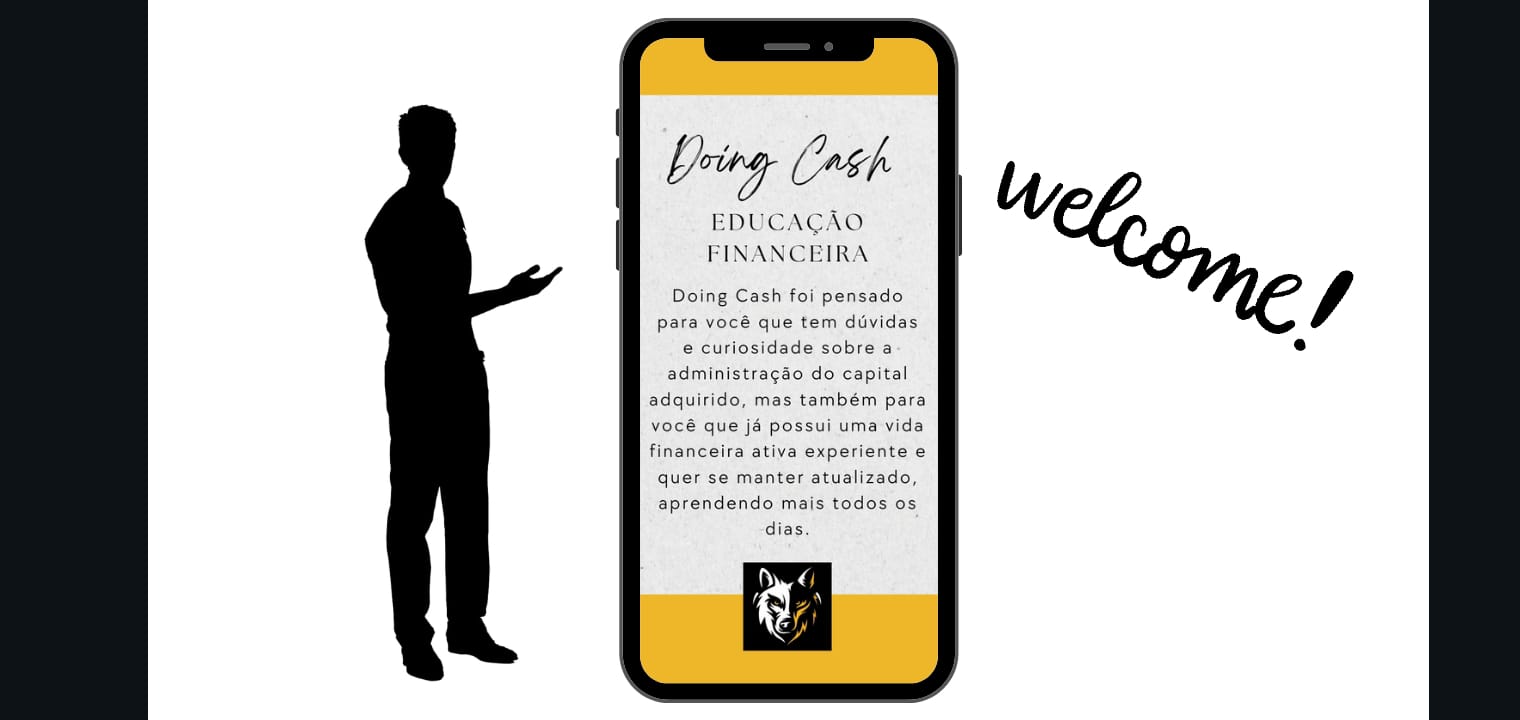 Doing Cash
EDUCAÇÃO
FINANCEIRA
Doing Cash foi pensado
para você que tem dúvidas
e curiosidade sobre a
administração do capital
adquirido, mas também para
você que já possui uma vida
financeira ativa experiente e
quer se manter atualizado,
aprendendo mais todos os
dias.
welcome!